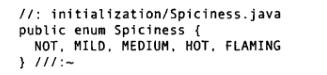 //: initialization/Spiciness.java
public enum Spiciness {
  NOT, MILD, MEDIUM, HOT, FLAMING
} ///:~